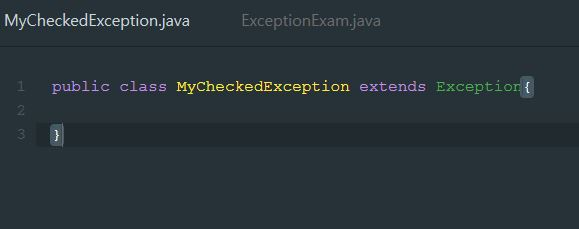 MyCheckedException.java ExceptionExam.java
1 public class MyCheckedException extends Exception{
2
3 }